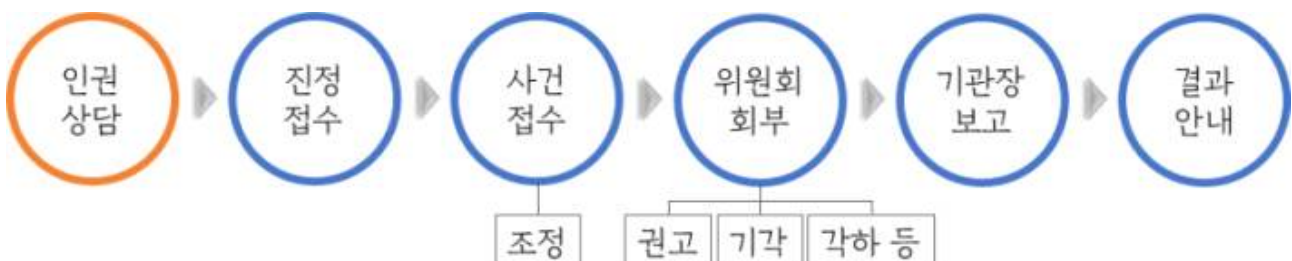 인권
상담
진정
접수
사건
접수
위원회
회부
기관장
보고
결과
안내
조정
권고
기각
각하 등